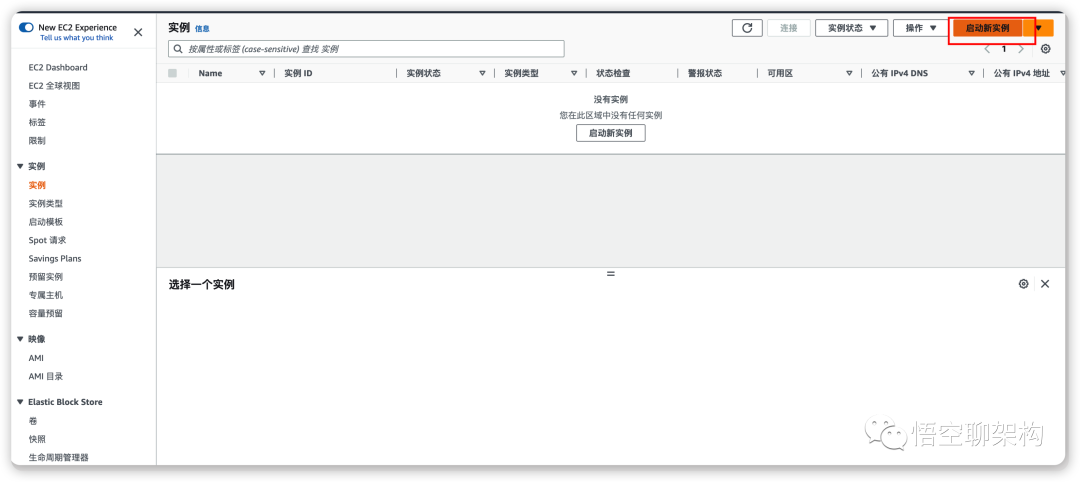 New EC2 Experience
Tell us what you think
EC2 Dashboard
EC2 全球视图
事件
标签
限制
实例
实例
实例类型
启动模板
Spot 请求
Savings Plans
预留实例
专属主机
容量预留
映像
AMI
AMI 目录
Elastic Block Store
卷
快照
生命周期管理器
实例 信息
连接 实例状态 操作 启动新实例
按属性或标签 (case-sensitive) 查找 实例
1
Name 实例 ID 实例状态 实例类型 状态检查 警报状态 可用区 公有 IPv4 DNS 公有 IPv4 地址
没有实例
您在此区域中没有任何实例
启动新实例
选择一个实例
悟空聊架构